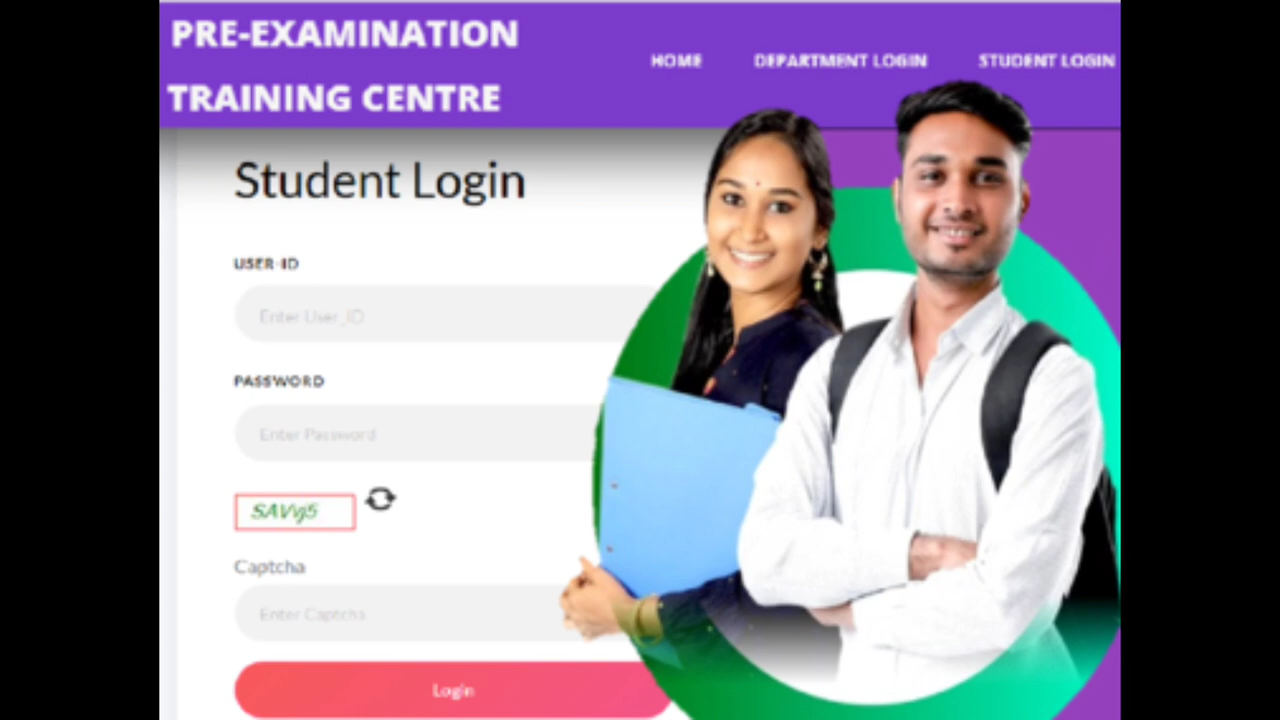 PRE-EXAMINATION
TRAINING CENTRE
HOME DEPARTMENT LOGIN STUDENT LOGIN
Student Login
USER-ID
Enter User_ID
PASSWORD
Enter Password
SAVij5
Captcha
Enter Captcha
Login